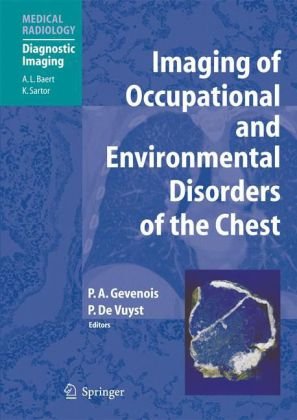 MEDICAL
RADIOLOGY
Diagnostic
Imaging
A. L. Baert
K. Sartor
Imaging of
Occupational
and
Environmental
Disorders
of the Chest
P. A. Gevenois
P. De Vuyst
Editors
Springer